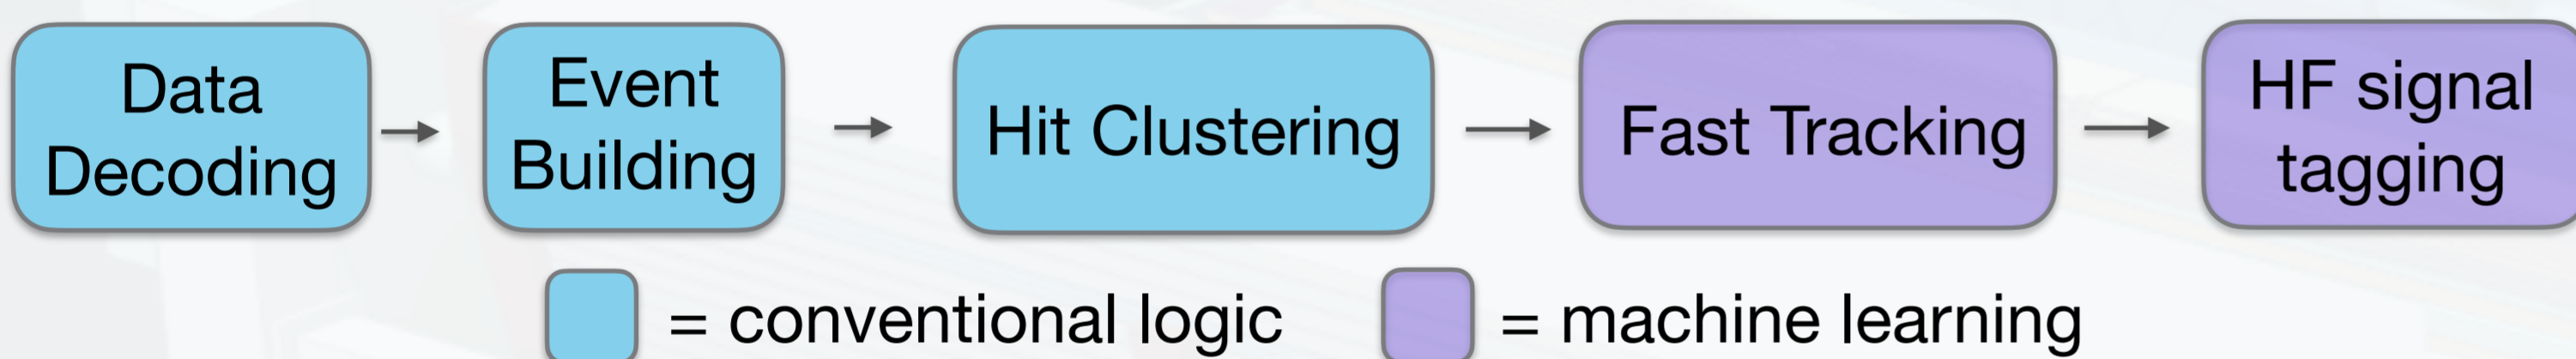 Data
Decoding
Event
Building
Hit Clustering
Fast Tracking
HF signal
tagging
= conventional logic
= machine learning